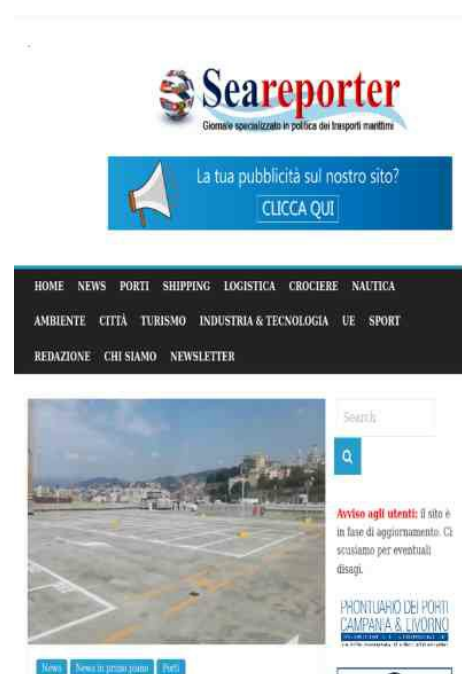 Seareporter
Giornale specializzato in politica dei trasporti marittimi
La tua pubblicità sul nostro sito?
CLICCA QUI
HOME NEWS PORTI SHIPPING LOGISTICA CROCIERE NAUTICA
AMBIENTE CITTÀ TURISMO INDUSTRIA & TECNOLOGIA UE SPORT
REDAZIONE CHI SIAMO NEWSLETTER
Search
Avviso agli utenti: il sito è
in fase di aggiornamento. Ci
scusiamo per eventuali
disagi.
PRONTUARIO DEI PORTI
CAMPANIA & LIVORNO
News News in primo piano Porti